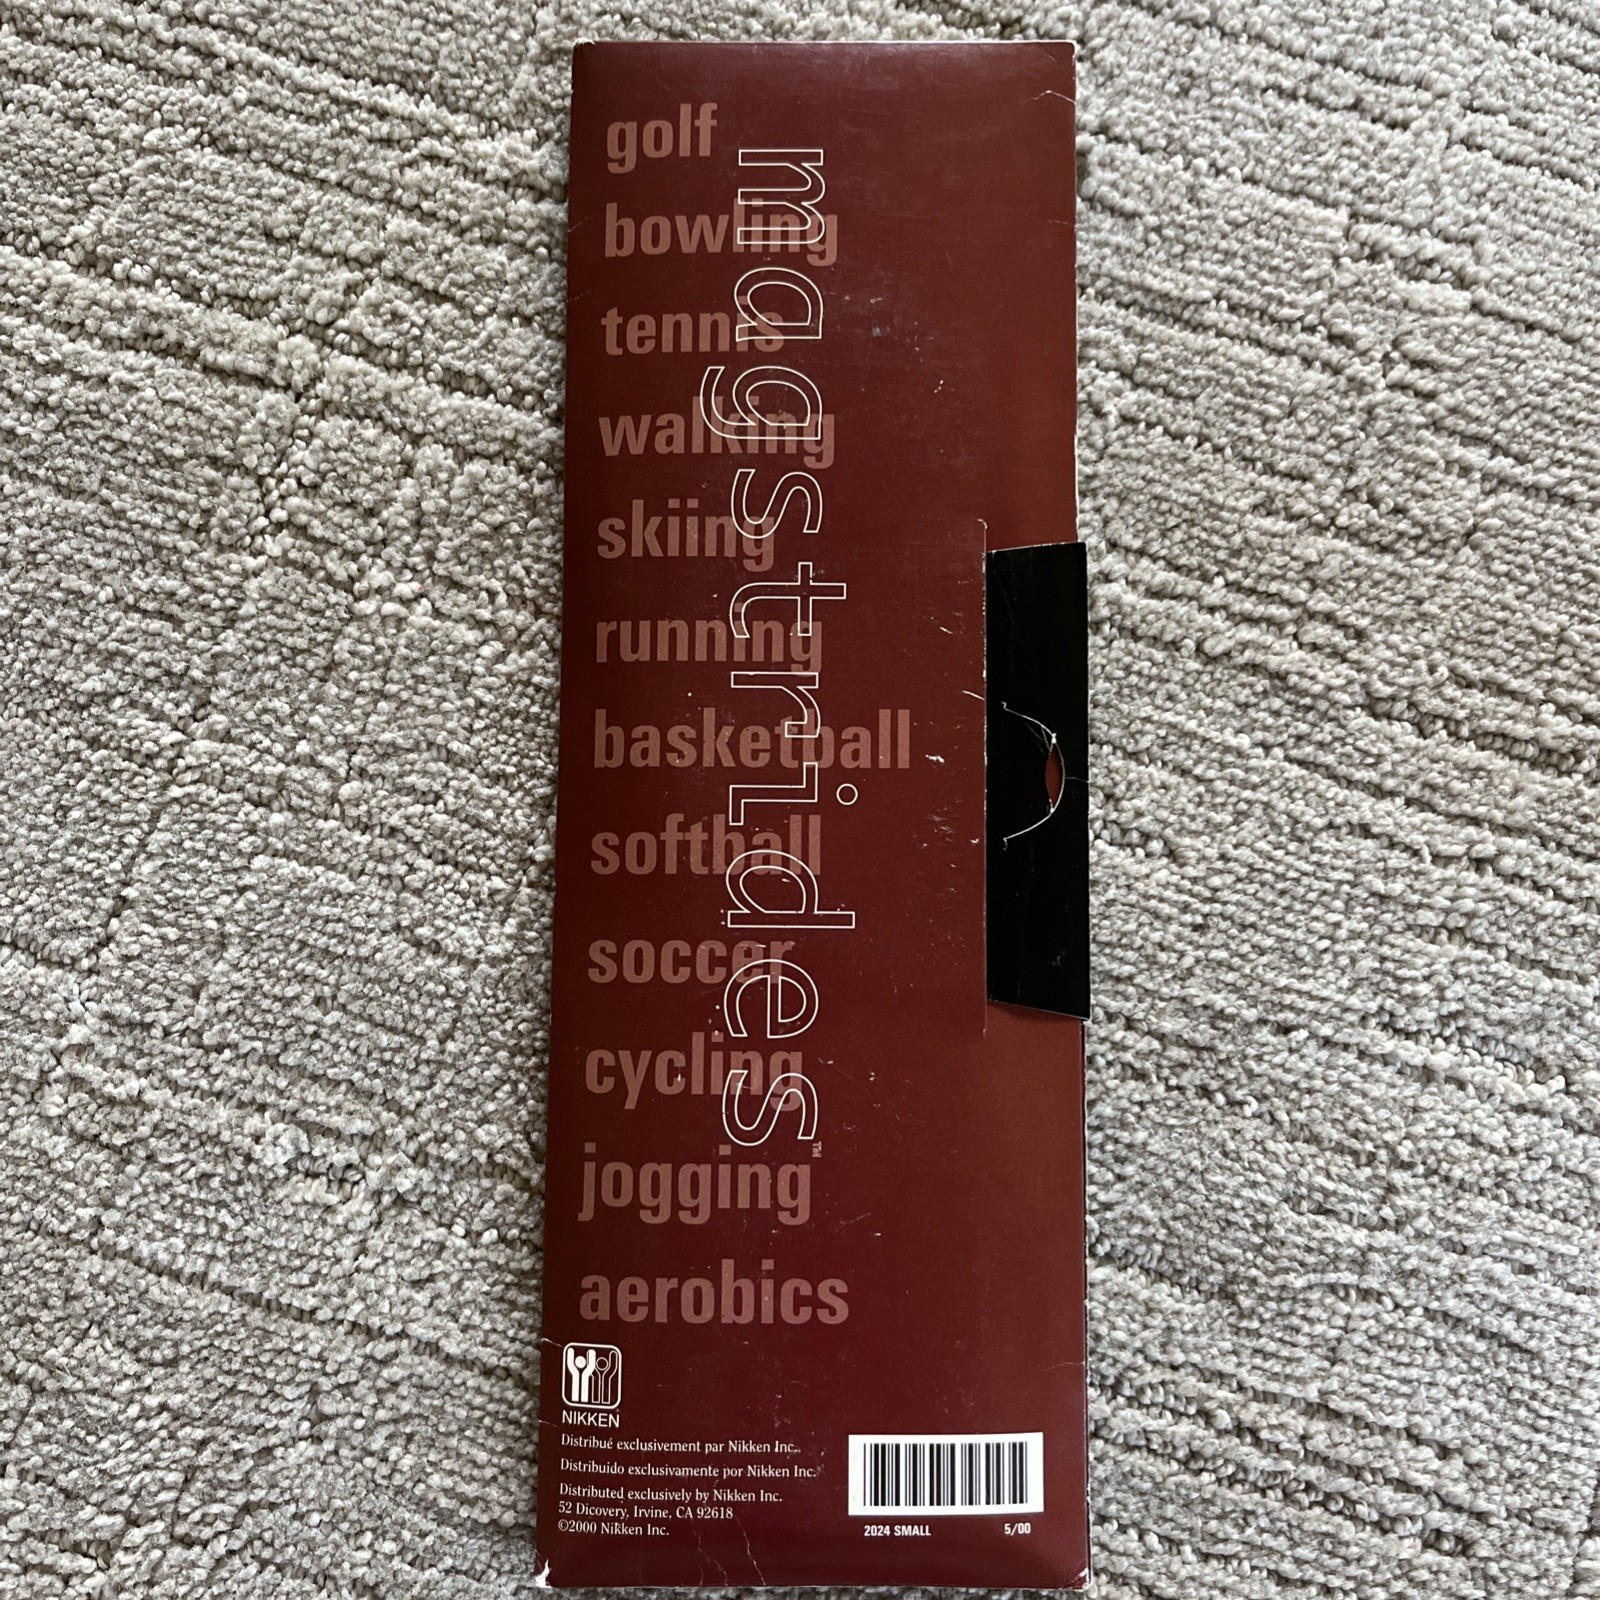 golf
bowling
tennis
walking
skiing
running
basketball
softball
soccer
cycling
jogging
aerobics
magstrides™
NIKKEN
Distribué exclusivement par Nikken Inc.
Distribuido exclusivamente por Nikken Inc.
Distributed exclusively by Nikken Inc.
52 Dicovery, Irvine, CA 92618
©2000 Nikken Inc.
2024 SMALL 5/00